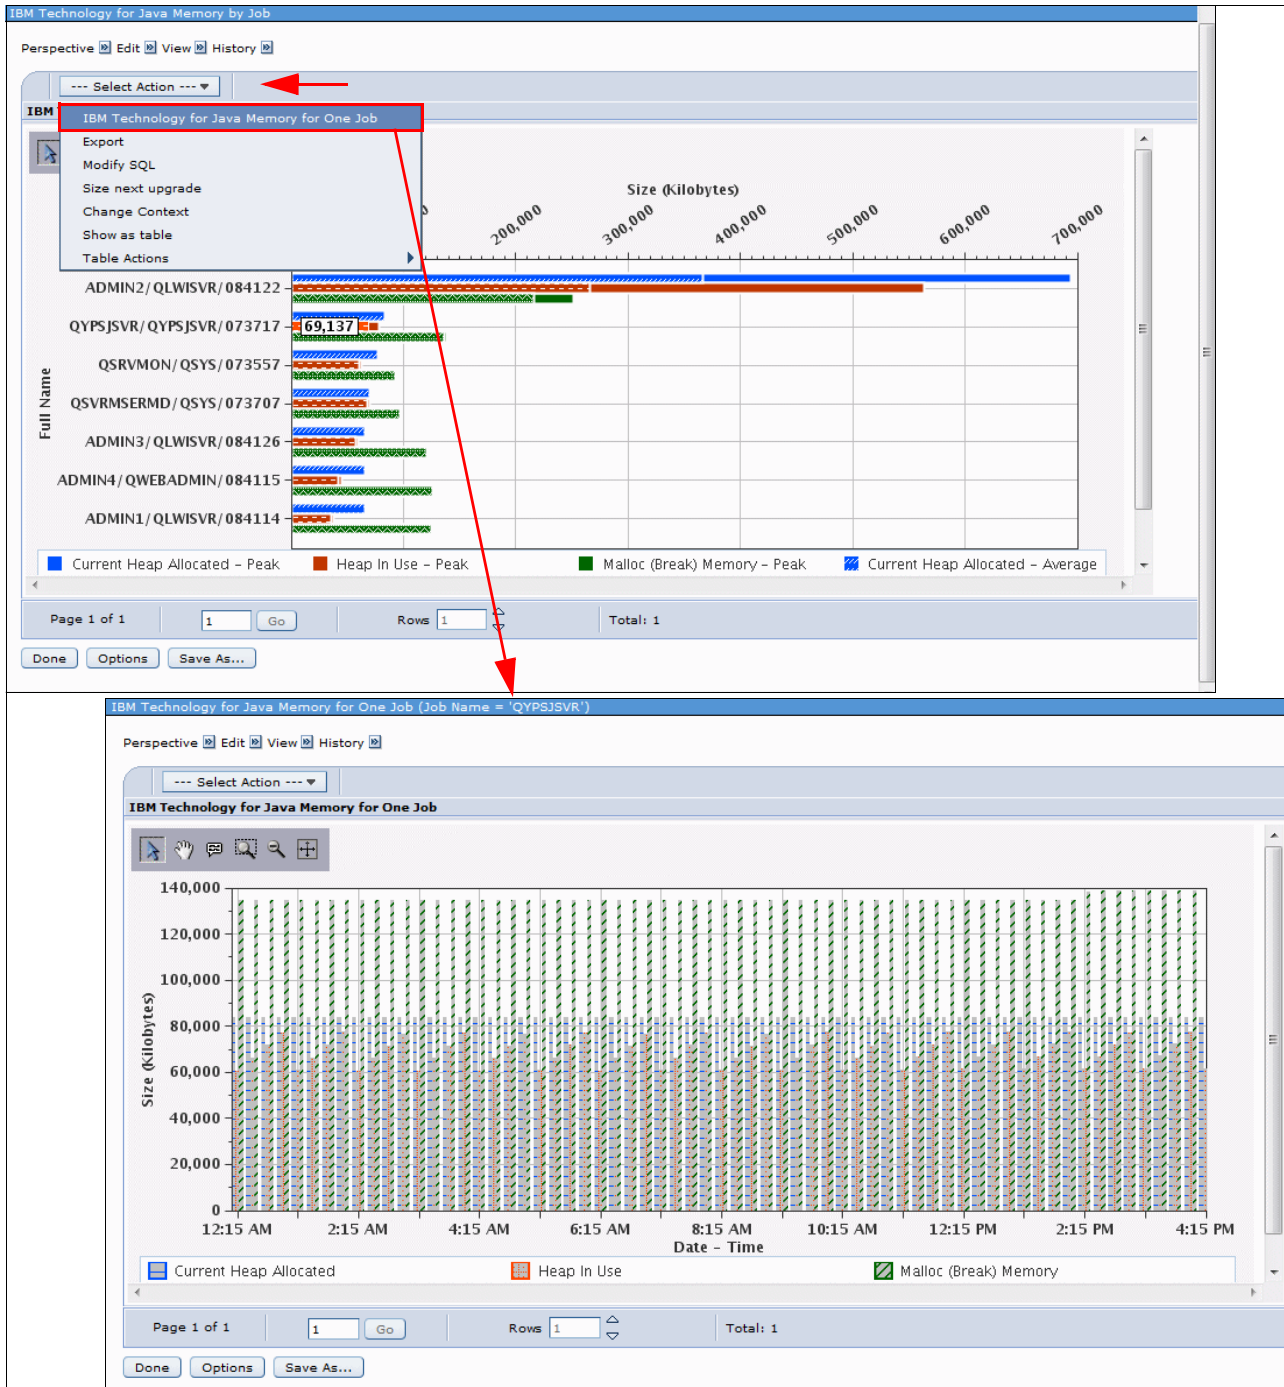 IBM Technology for Java Memory by Job
Perspective Edit View History
--- Select Action ---
IBM
IBM Technology for Java Memory for One Job
Export
Modify SQL
Size next upgrade
Change Context
Show as table
Table Actions
Size (Kilobytes)
200,000 300,000 400,000 500,000 600,000 700,000
Full Name
ADMIN2/QLWISVR/084122
QYPSJSVR/QYPSJSVR/073717
69,137
QSRVMON/QSYS/073557
QSVRMSERMD/QSYS/073707
ADMIN3/QLWISVR/084126
ADMIN4/QWEBADMIN/084115
ADMIN1/QLWISVR/084114
Current Heap Allocated – Peak Heap In Use – Peak Malloc (Break) Memory – Peak Current Heap Allocated – Average
Page 1 of 1 1 Go Rows 1 Total: 1
Done Options Save As...
IBM Technology for Java Memory for One Job (Job Name = 'QYPSJSVR')
Perspective Edit View History
--- Select Action ---
IBM Technology for Java Memory for One Job
140,000
120,000
100,000
80,000
60,000
40,000
20,000
0
Size (Kilobytes)
12:15 AM 2:15 AM 4:15 AM 6:15 AM 8:15 AM 10:15 AM 12:15 PM 2:15 PM 4:15 PM
Date – Time
Current Heap Allocated Heap In Use Malloc (Break) Memory
Page 1 of 1 1 Go Rows 1 Total: 1
Done Options Save As...